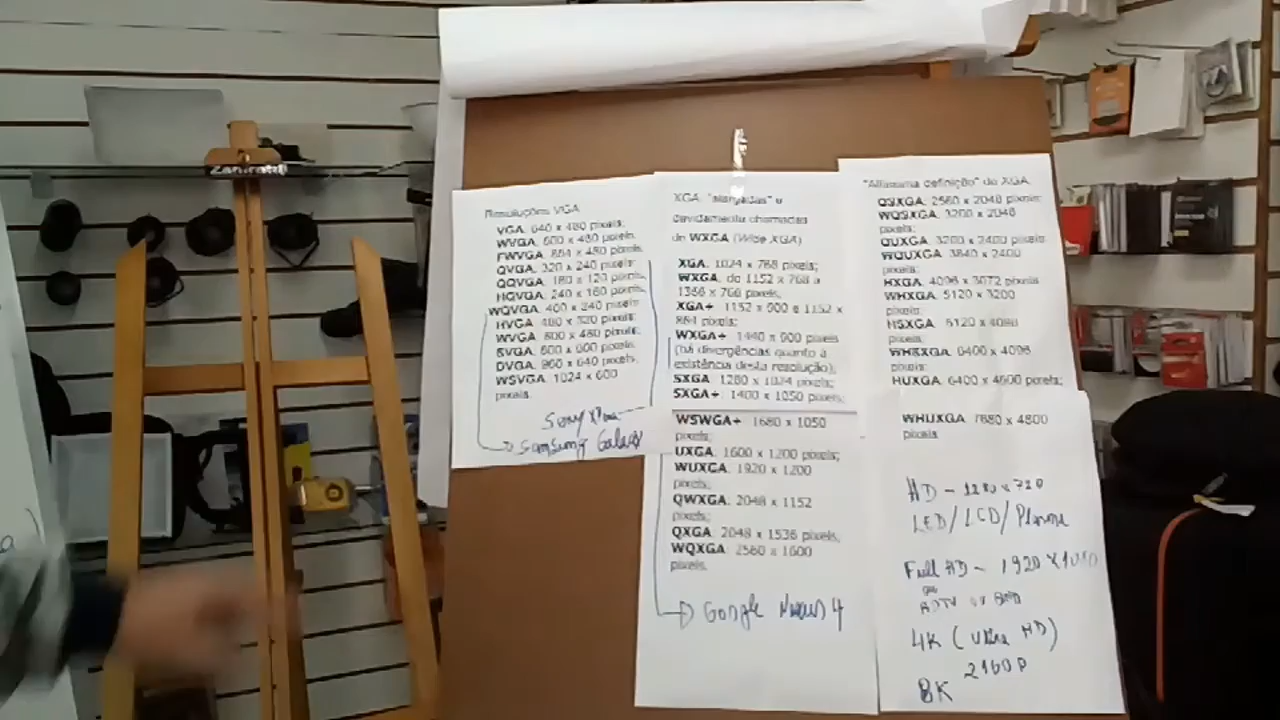 Resoluções VGA
VGA: 640 x 480 pixels;
WVGA: 800 x 480 pixels;
FWVGA: 854 x 480 pixels;
QVGA: 320 x 240 pixels;
QQVGA: 160 x 120 pixels;
HQVGA: 240 x 160 pixels;
WQVGA: 400 x 240 pixels;
HVGA: 480 x 320 pixels;
WVGA: 800 x 480 pixels;
SVGA: 800 x 600 pixels;
DVGA: 960 x 640 pixels;
WSVGA: 1024 x 600
pixels.
Sony
Samsung Galaxy
XGA: "alargadas" e
devidamente chamadas
de WXGA (Wide XGA)
XGA: 1024 x 768 pixels;
WXGA: de 1152 x 768 a
1366 x 768 pixels;
XGA+: 1152 x 900 e 1152 x
864 pixels;
WXGA+: 1440 x 900 pixels
(há divergências quanto à
existência desta resolução);
SXGA: 1280 x 1024 pixels;
SXGA+: 1400 x 1050 pixels;
WSWGA+: 1680 x 1050
pixels;
UXGA: 1600 x 1200 pixels;
WUXGA: 1920 x 1200
pixels;
QWXGA: 2048 x 1152
pixels;
QXGA: 2048 x 1536 pixels;
WQXGA: 2560 x 1600
pixels.
Google Nexus 4
"Altíssima definição" do XGA
QSXGA: 2560 x 2048 pixels;
WQSXGA: 3200 x 2048
pixels;
QUXGA: 3200 x 2400 pixels;
WQUXGA: 3840 x 2400
pixels;
HXGA: 4096 x 3072 pixels;
WHXGA: 5120 x 3200
pixels;
HSXGA: 5120 x 4096
pixels;
WHSXGA: 6400 x 4096
pixels;
HUXGA: 6400 x 4800 pixels;
WHUXGA: 7680 x 4800
pixels
HD - 1280 x 720
LED/LCD/Plasma
Full HD - 1920 x 1080
ou
HDTV
4K (Ultra HD)
2160P
8K